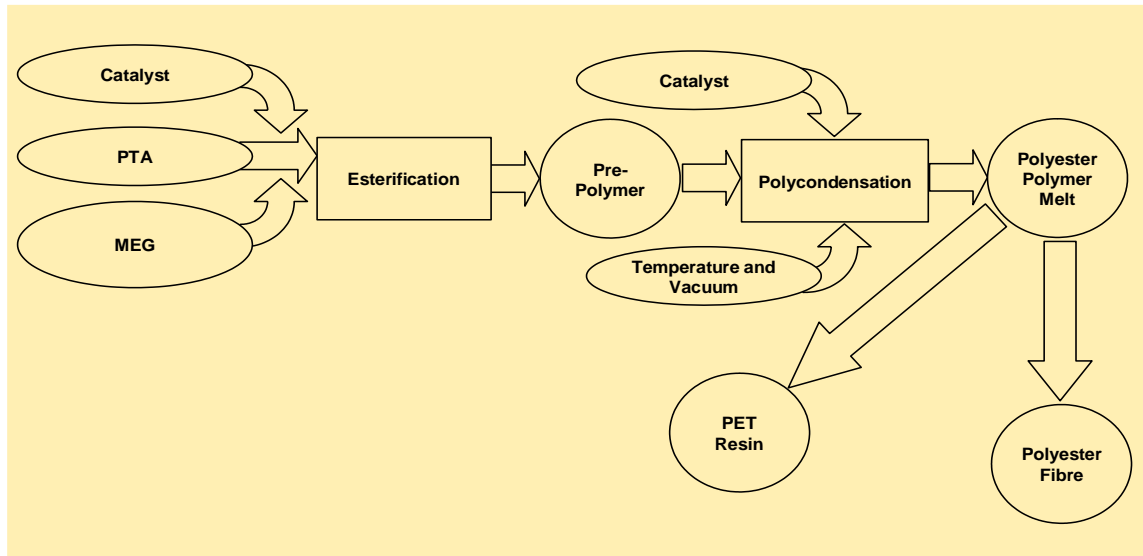 Catalyst
PTA
MEG
Esterification
Pre-
Polymer
Catalyst
Polycondensation
Temperature and
Vacuum
Polyester
Polymer
Melt
PET
Resin
Polyester
Fibre